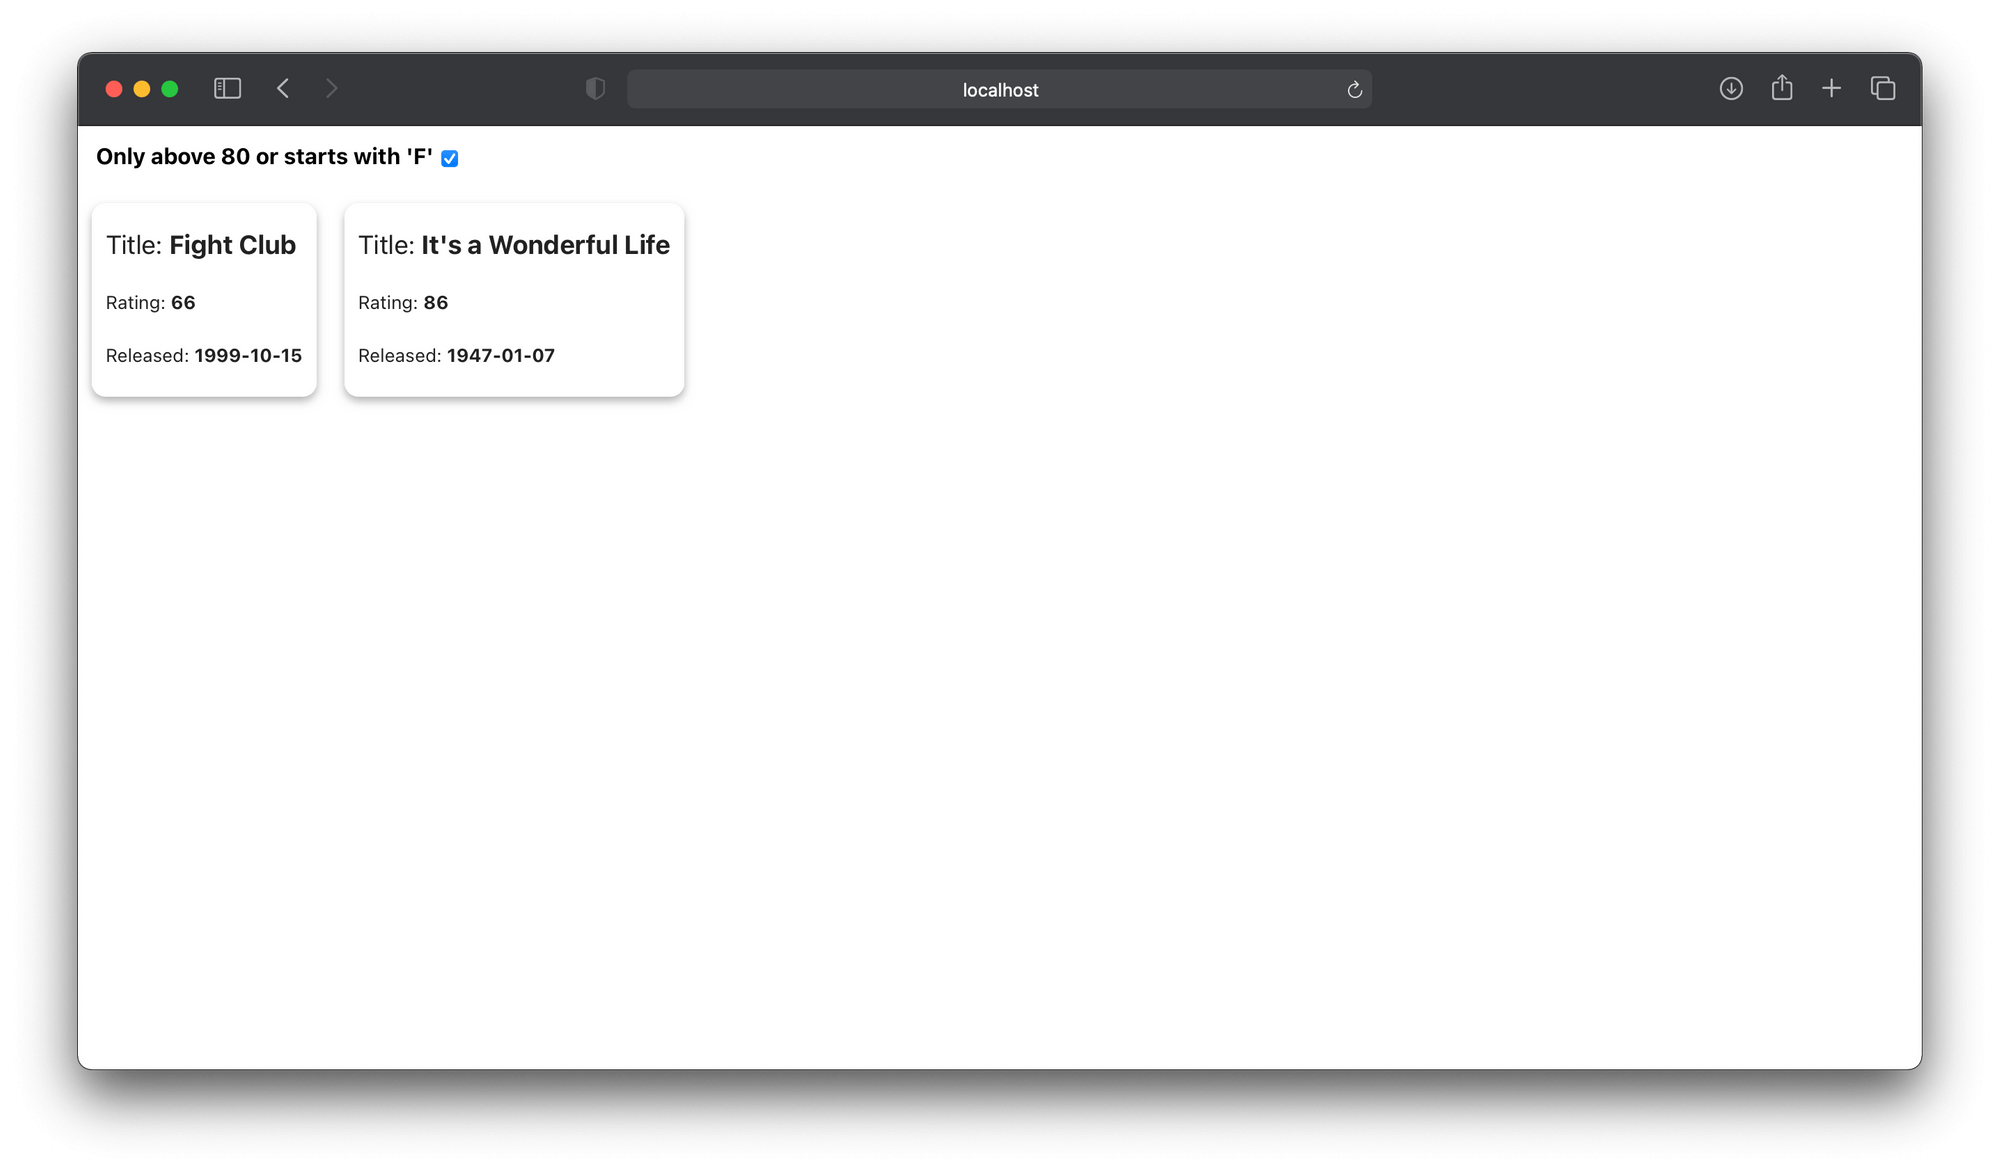 localhost
Only above 80 or starts with 'F'
Title: Fight Club
Rating: 66
Released: 1999-10-15
Title: It's a Wonderful Life
Rating: 86
Released: 1947-01-07